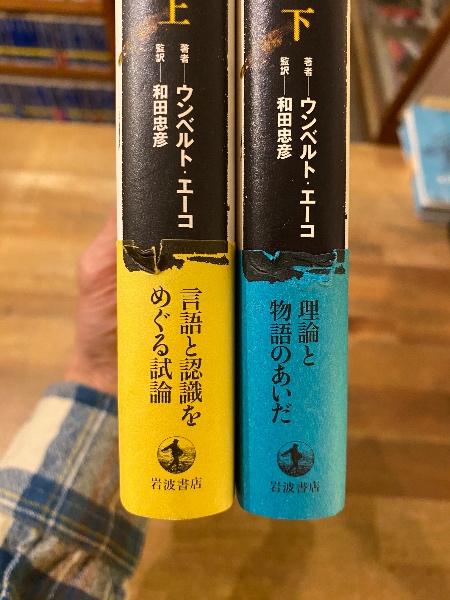 上
著者──ウンベルト・エーコ
監訳──和田忠彦
言語と認識を
めぐる試論
岩波書店
下
著者──ウンベルト・エーコ
監訳──和田忠彦
理論と
物語のあいだ
岩波書店